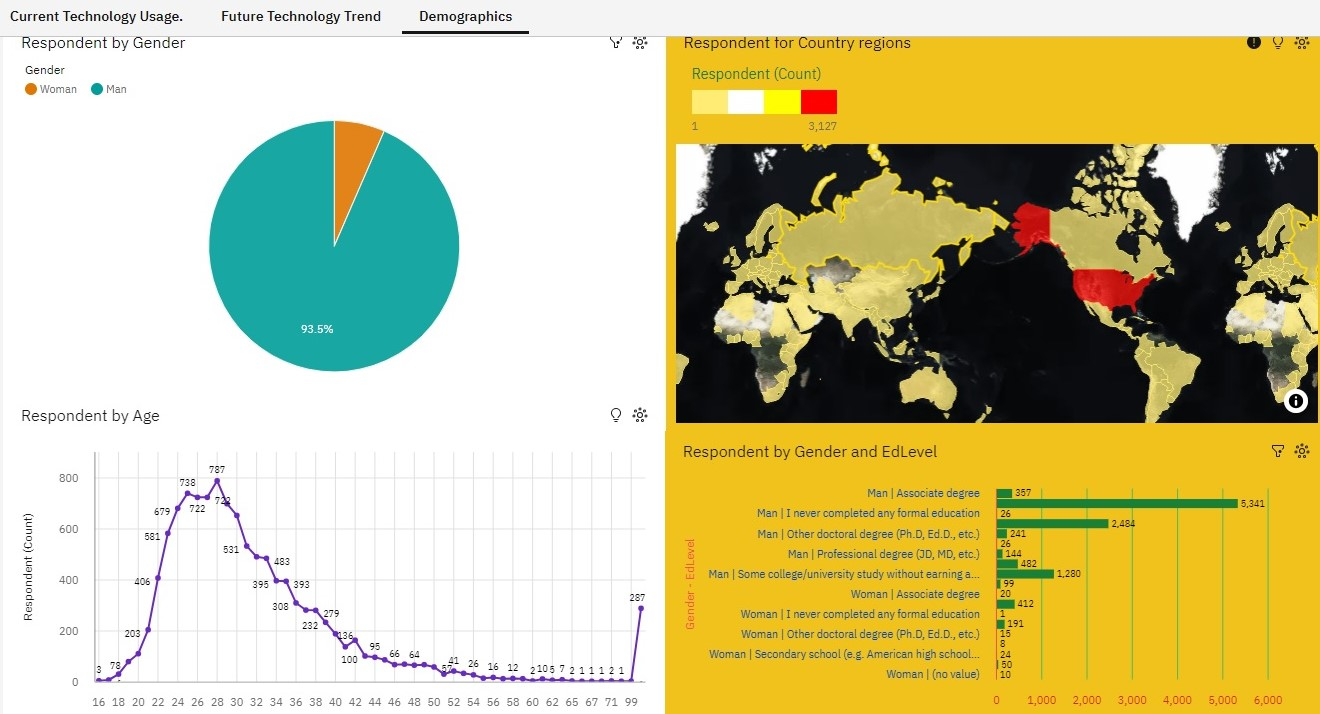 Current Technology Usage.
Future Technology Trend
Demographics
Respondent by Gender
Gender
Woman
Man
93.5%
Respondent for Country regions
Respondent (Count)
1
3,127
Respondent by Age
Respondent (Count)
800
600
400
200
0
3
78
203
406
581
679
738
722
787
722
531
483
395
393
308
232
279
136
100
95
66
64
57
41
26
16
12
2
10
5
7
2
1
1
1
2
1
287
16 18 20 22 24 26 28 30 32 34 36 38 40 42 44 46 48 50 52 54 56 58 60 62 65 67 71 99
Respondent by Gender and EdLevel
Gender - EdLevel
Man | Associate degree 357
5,341
Man | I never completed any formal education 26
2,484
Man | Other doctoral degree (Ph.D, Ed.D., etc.) 241
26
Man | Professional degree (JD, MD, etc.) 144
482
Man | Some college/university study without earning a... 1,280
99
Woman | Associate degree 20
412
Woman | I never completed any formal education 1
191
Woman | Other doctoral degree (Ph.D, Ed.D., etc.) 15
8
Woman | Secondary school (e.g. American high school... 24
50
Woman | (no value) 10
0 1,000 2,000 3,000 4,000 5,000 6,000